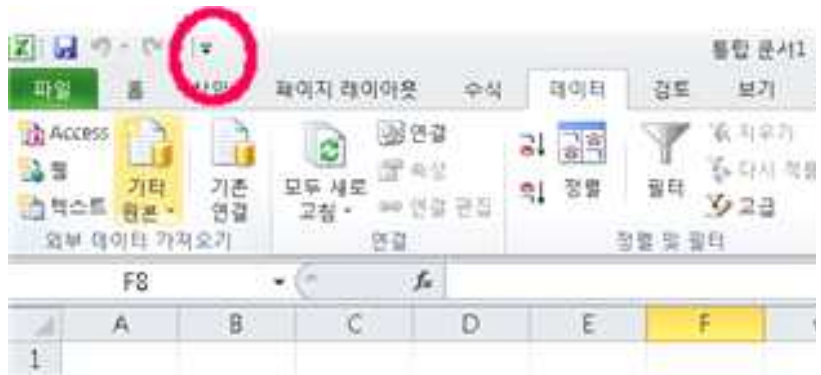 통합 문서1
파일 홈 삽입 페이지 레이아웃 수식 데이터 검토 보기
Access
웹
텍스트
기타
원본
기존
연결
외부 데이터 가져오기
모두 새로
고침
연결
속성
연결 편집
연결
정렬
필터
지우기
다시 적용
고급
정렬 및 필터
F8
fx
A B C D E F
1